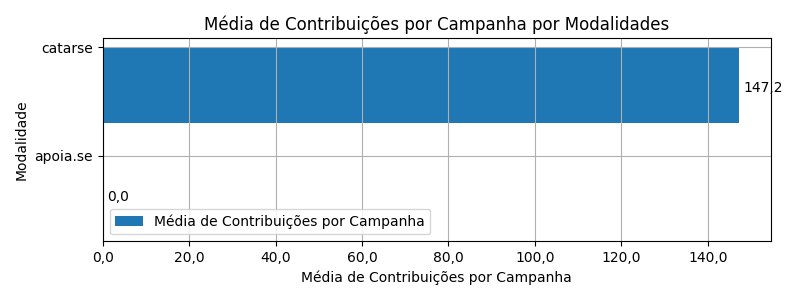 Média de Contribuições por Campanha por Modalidades
catarse
147,2
Modalidade
apoia.se
0,0
Média de Contribuições por Campanha
0,0 20,0 40,0 60,0 80,0 100,0 120,0 140,0
Média de Contribuições por Campanha